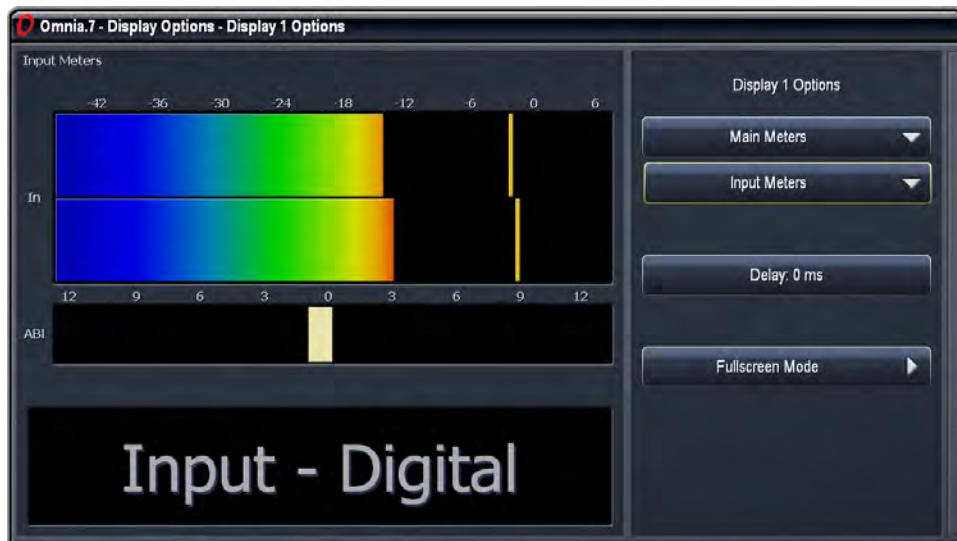 Omnia.7 - Display Options - Display 1 Options
Input Meters
-42 -36 -30 -24 -18 -12 -6 0 6
In
12 9 6 3 0 3 6 9 12
ABI
Input - Digital
Display 1 Options
Main Meters
Input Meters
Delay: 0 ms
Fullscreen Mode